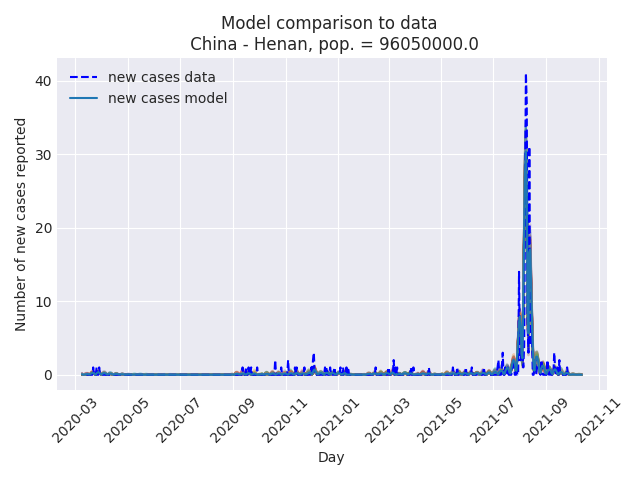 Model comparison to data
China - Henan, pop. = 96050000.0
new cases data
new cases model
Number of new cases reported
40
30
20
10
0
2020-03
2020-05
2020-07
2020-09
2020-11
2021-01
2021-03
2021-05
2021-07
2021-09
2021-11
Day